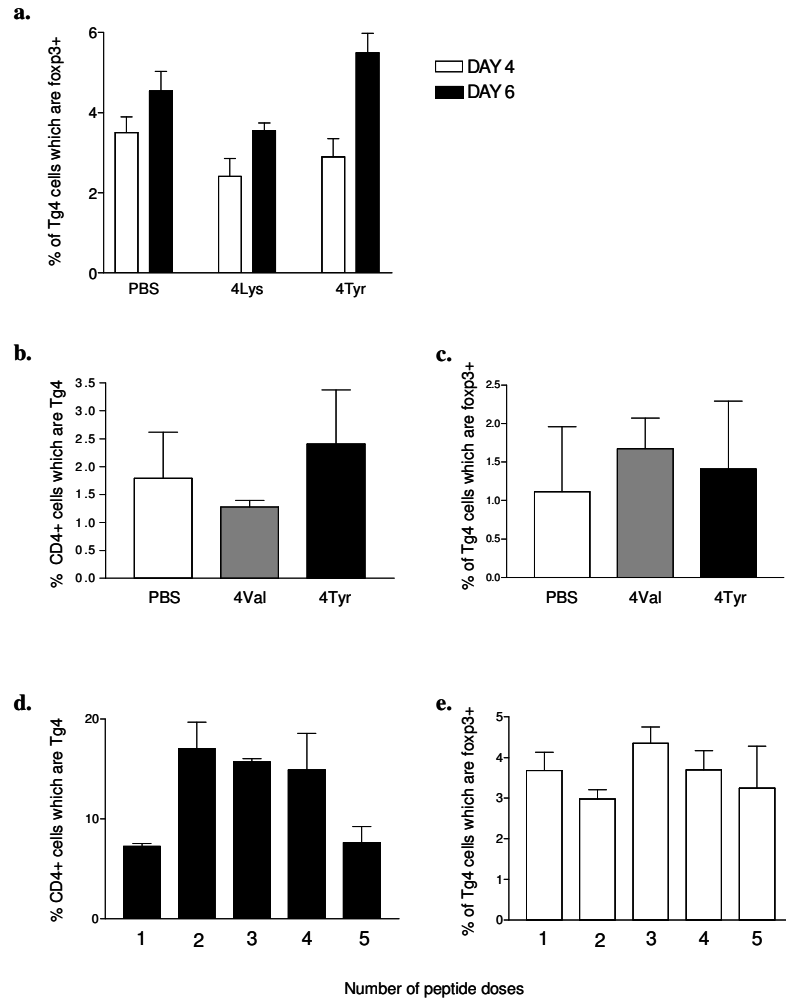 a.
% of Tg4 cells which are foxp3+
6
4
2
0
PBS 4Lys 4Tyr
DAY 4
DAY 6
b.
% CD4+ cells which are Tg4
3.5
3.0
2.5
2.0
1.5
1.0
0.5
0.0
PBS 4Val 4Tyr
c.
% of Tg4 cells which are foxp3+
2.5
2.0
1.5
1.0
0.5
0.0
PBS 4Val 4Tyr
d.
% CD4+ cells which are Tg4
20
10
0
1 2 3 4 5
e.
% of Tg4 cells which are foxp3+
5
4
3
2
1
0
1 2 3 4 5
Number of peptide doses